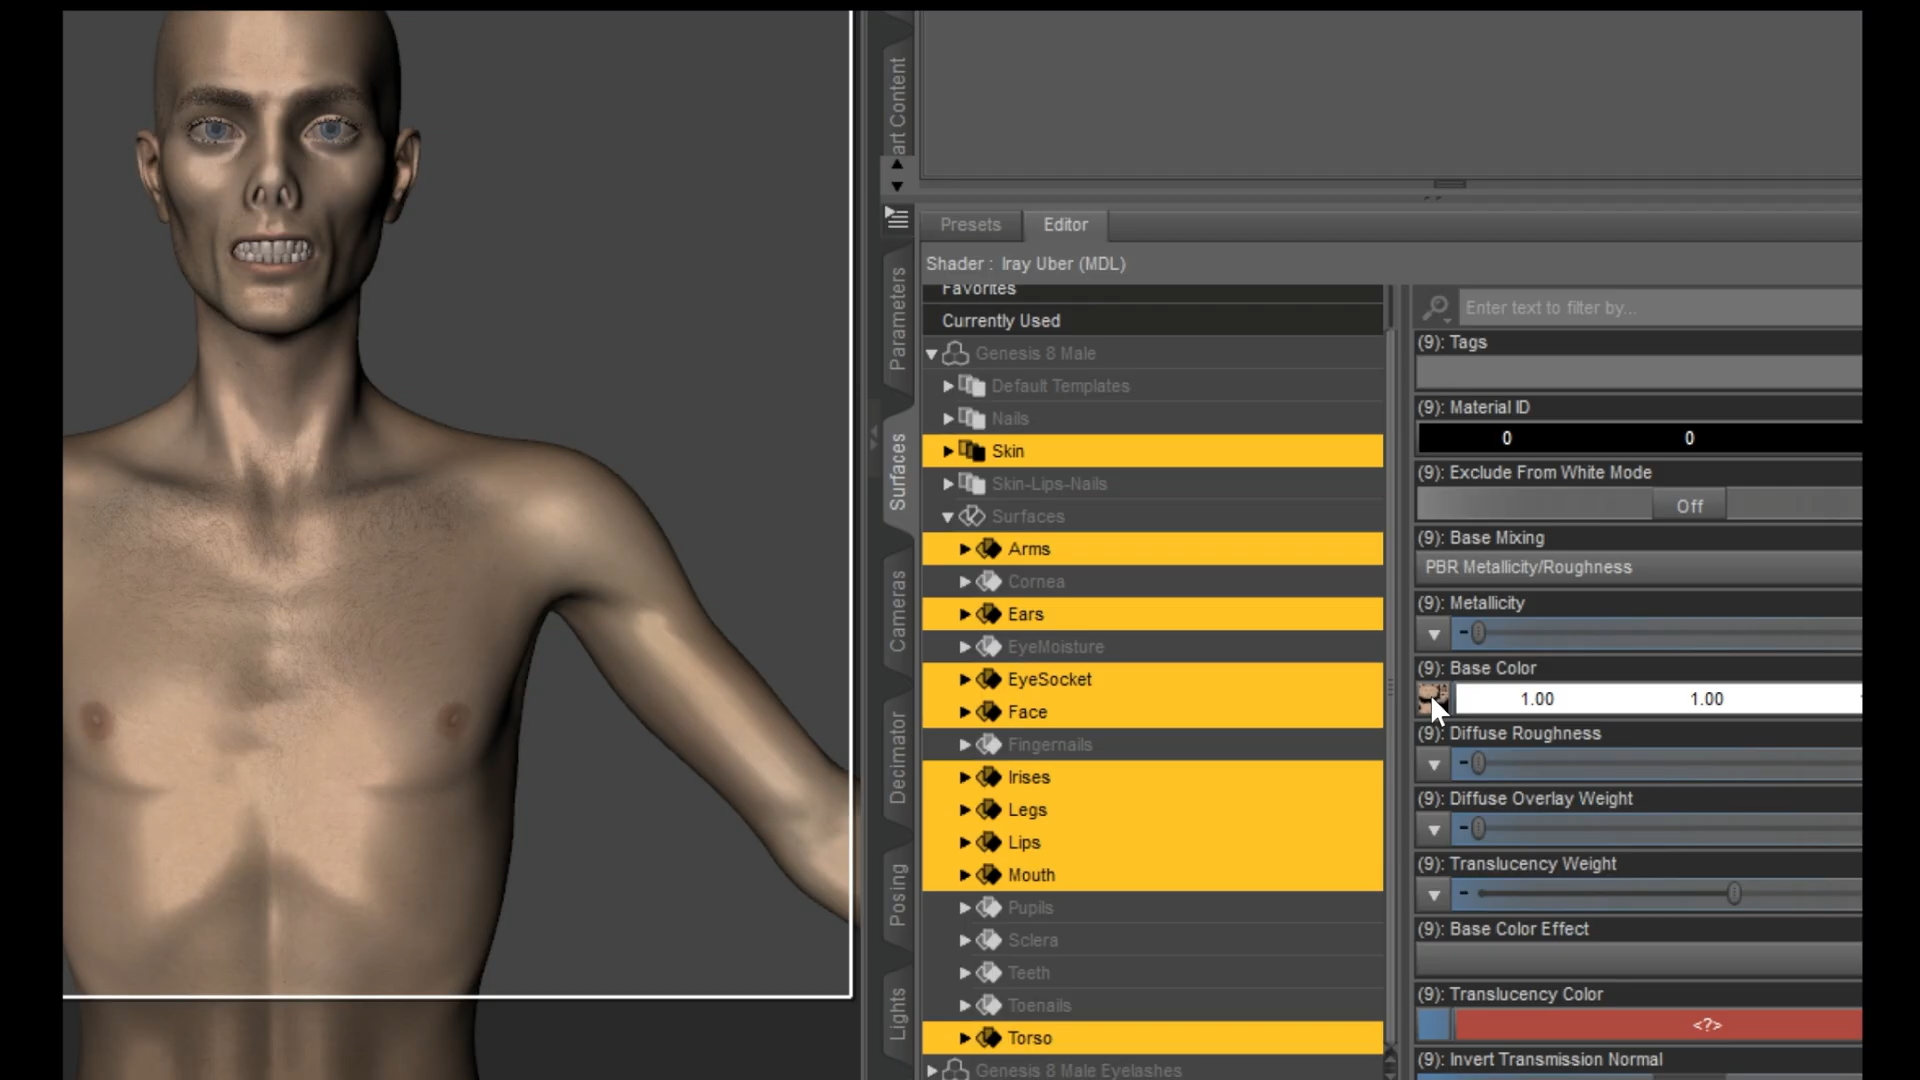 art Content
Parameters
Surfaces
Cameras
Decimator
Posing
Lights
Presets
Editor
Shader : Iray Uber (MDL)
Favorites
Currently Used
Genesis 8 Male
Default Templates
Nails
Skin
Skin-Lips-Nails
Surfaces
Arms
Cornea
Ears
EyeMoisture
EyeSocket
Face
Fingernails
Irises
Legs
Lips
Mouth
Pupils
Sclera
Teeth
Toenails
Torso
Genesis 8 Male Eyelashes
Enter text to filter by...
(9): Tags
(9): Material ID
0 0
(9): Exclude From White Mode
Off
(9): Base Mixing
PBR Metallicity/Roughness
(9): Metallicity
(9): Base Color
1.00 1.00
(9): Diffuse Roughness
(9): Diffuse Overlay Weight
(9): Translucency Weight
(9): Base Color Effect
(9): Translucency Color
<?>
(9): Invert Transmission Normal